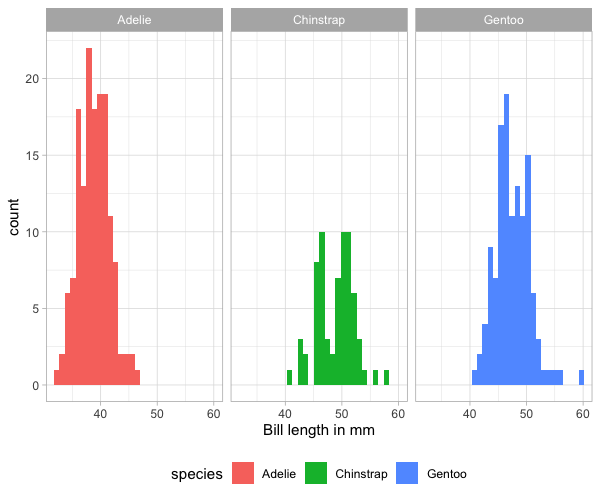 Adelie Chinstrap Gentoo
count
20
15
10
5
0
40 50 60 40 50 60 40 50 60
Bill length in mm
species Adelie Chinstrap Gentoo